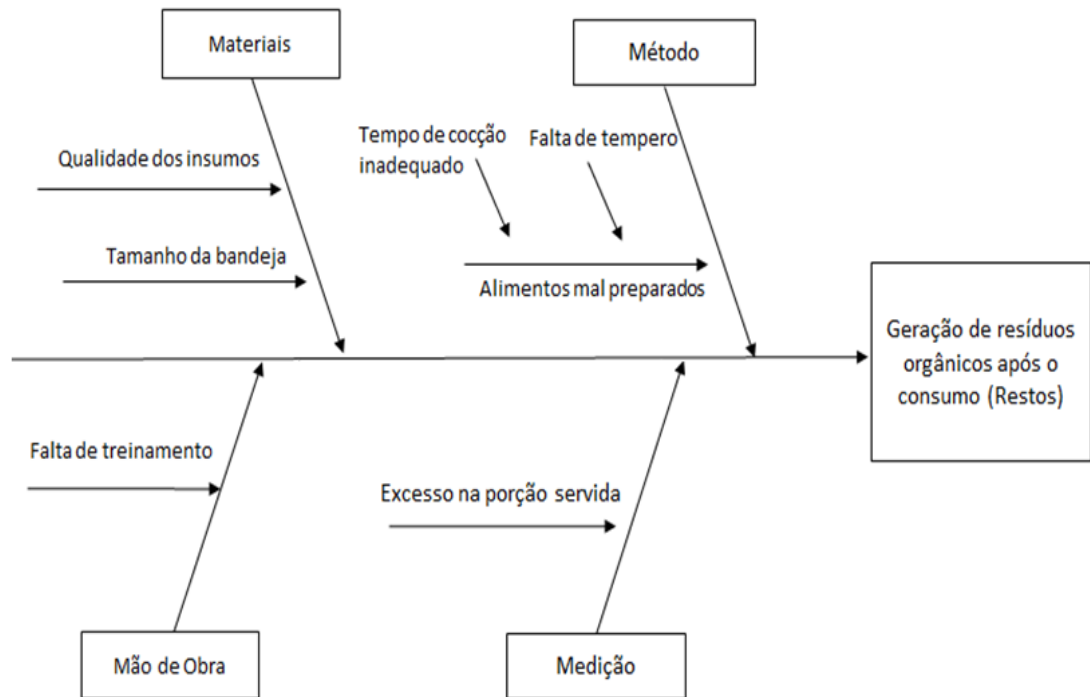 Materiais
Método
Tempo de cocção
inadequado
Falta de tempero
Qualidade dos insumos
Tamanho da bandeja
Alimentos mal preparados
Geração de resíduos
orgânicos após o
consumo (Restos)
Falta de treinamento
Excesso na porção servida
Mão de Obra
Medição